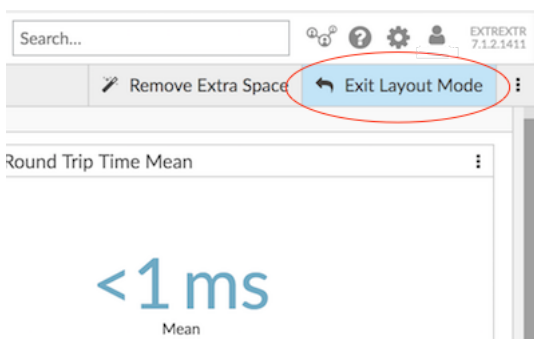 Search...
EXTREXTR
7.1.2.1411
Remove Extra Space
Exit Layout Mode
Round Trip Time Mean
<1 ms
Mean